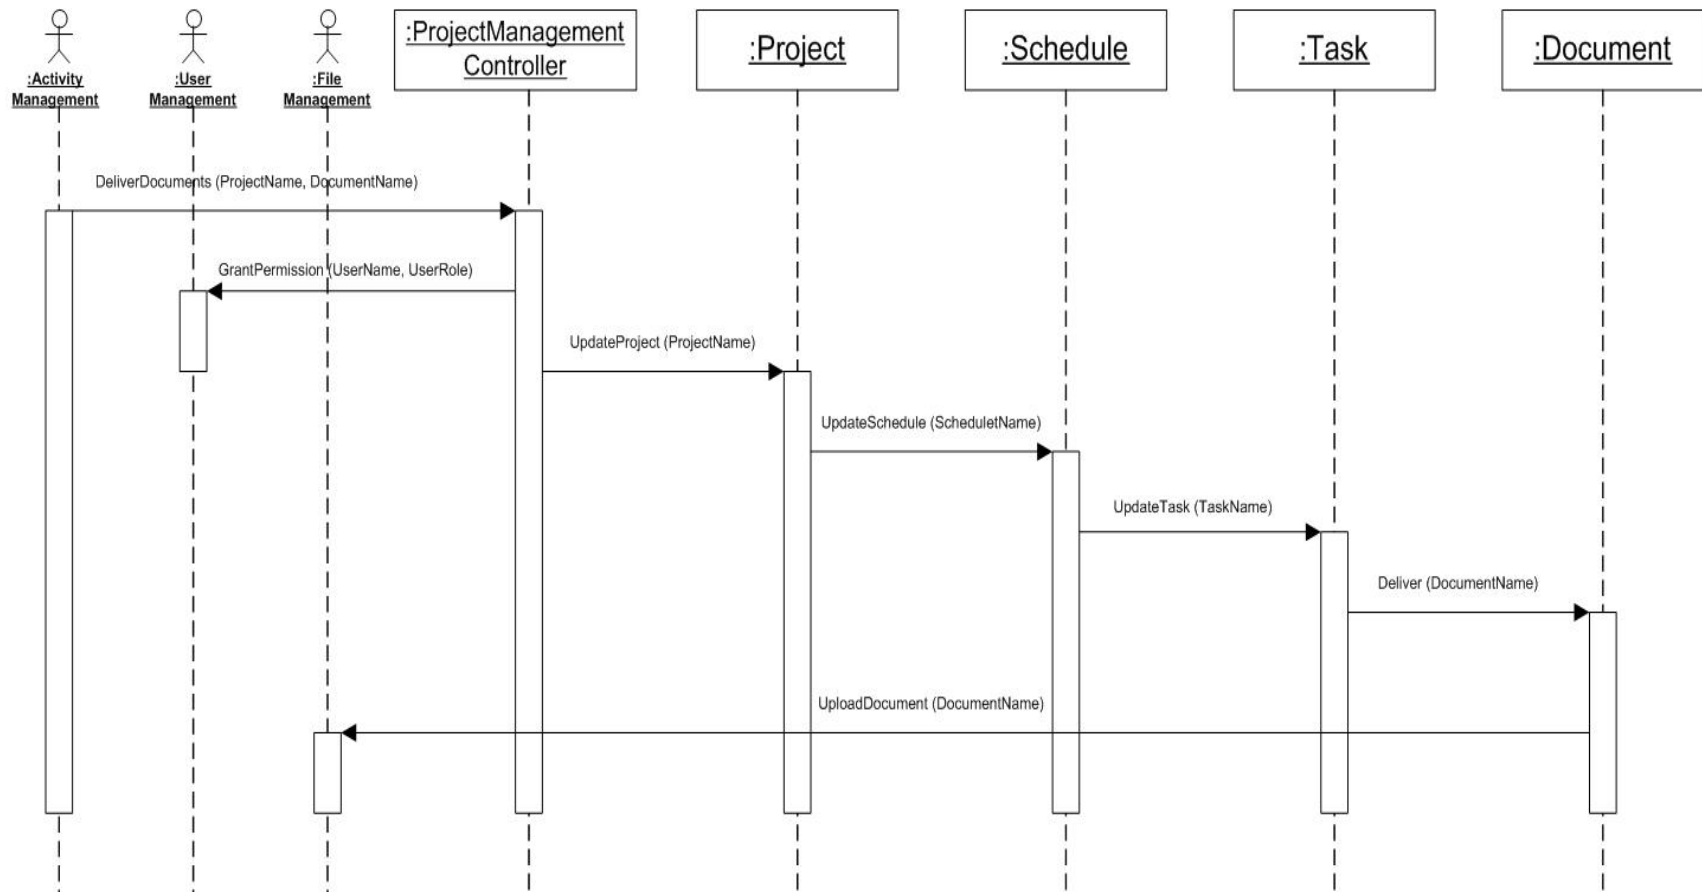 :Activity
Management
:User
Management
:File
Management
:ProjectManagement
Controller
:Project
:Schedule
:Task
:Document
DeliverDocuments (ProjectName, DocumentName)
GrantPermission (UserName, UserRole)
UpdateProject (ProjectName)
UpdateSchedule (ScheduletName)
UpdateTask (TaskName)
Deliver (DocumentName)
UploadDocument (DocumentName)